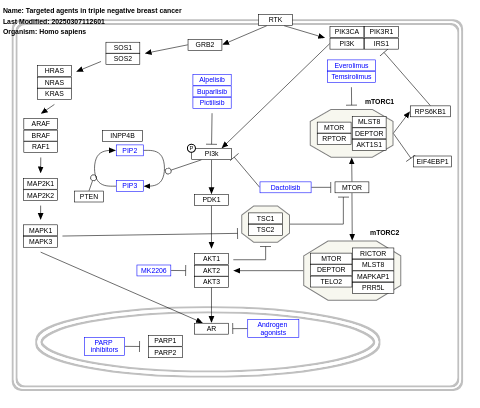 Name: Targeted agents in triple negative breast cancer
Last Modified: 20250307112601
Organism: Homo sapiens
RTK
PIK3CA PIK3R1
PI3K IRS1
GRB2
SOS1
SOS2
HRAS
NRAS
KRAS
Everolimus
Temsirolimus
Alpelisib
Buparlisib
Pictilisib
mTORC1
MTOR
RPTOR
MLST8
DEPTOR
AKT1S1
RPS6KB1
EIF4EBP1
ARAF
BRAF
RAF1
INPP4B
PIP2
PIP3
PTEN
P
PI3k
MAP2K1
MAP2K2
Dactolisib
MTOR
PDK1
TSC1
TSC2
MAPK1
MAPK3
mTORC2
MTOR
DEPTOR
TELO2
RICTOR
MLST8
MAPKAP1
PRR5L
AKT1
AKT2
AKT3
MK2206
AR
Androgen
agonists
PARP
inhibitors
PARP1
PARP2